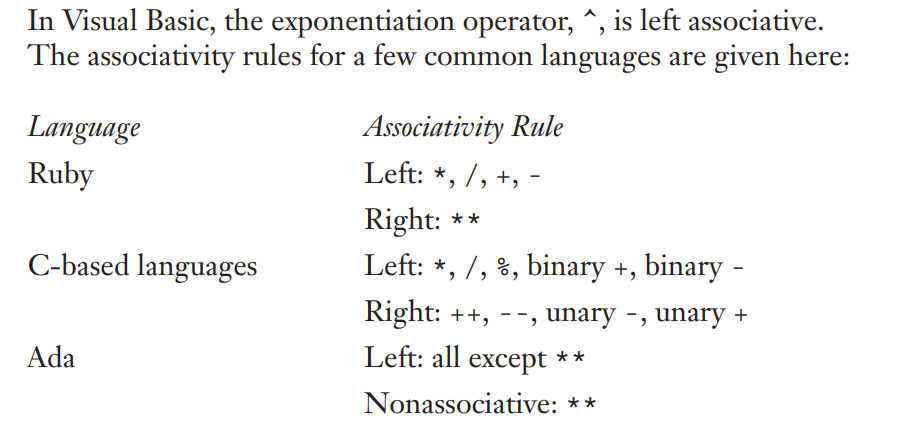 In Visual Basic, the exponentiation operator, ^, is left associative.
The associativity rules for a few common languages are given here:
Language Associativity Rule
Ruby Left: *, /, +, -
Right: **
C-based languages Left: *, /, %, binary +, binary -
Right: ++, --, unary -, unary +
Ada Left: all except **
Nonassociative: **